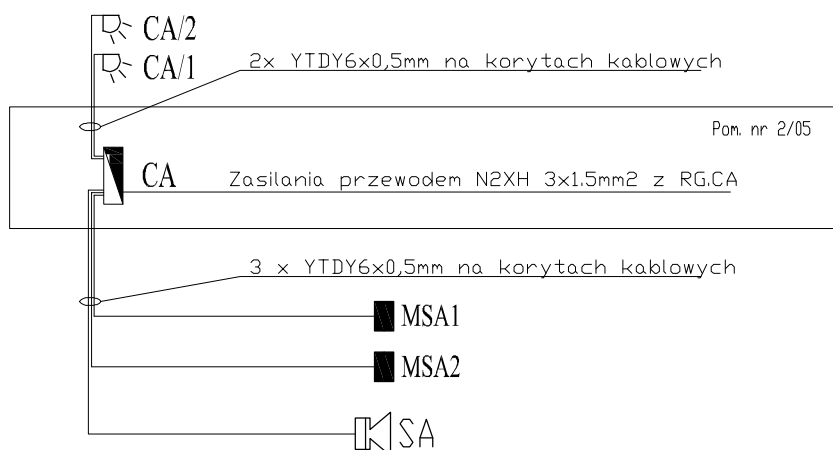 CA/2
CA/1
2x YTDY6x0,5mm na korytach kablowych
Pom. nr 2/05
CA
Zasilania przewodem N2XH 3x1.5mm2 z RG.CA
3 x YTDY6x0,5mm na korytach kablowych
MSA1
MSA2
SA